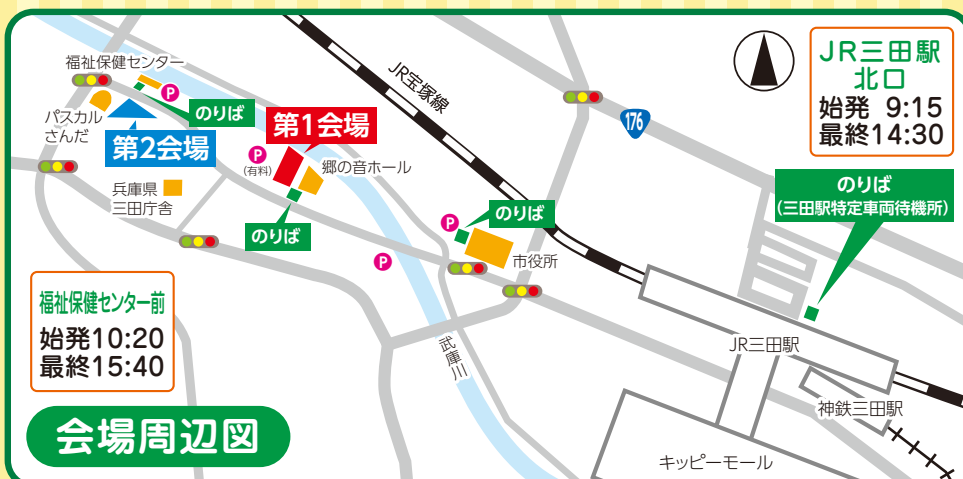 福祉保健センター
P
のりば
パスカル
さんだ
第2会場
第1会場
P
(有料)
郷の音ホール
兵庫県
三田庁舎
のりば
P
P
のりば
市役所
JR宝塚線
176
JR三田駅
北口
始発 9:15
最終14:30
のりば
(三田駅特定車両待機所)
福祉保健センター前
始発10:20
最終15:40
武庫川
JR三田駅
神鉄三田駅
キッピーモール
会場周辺図